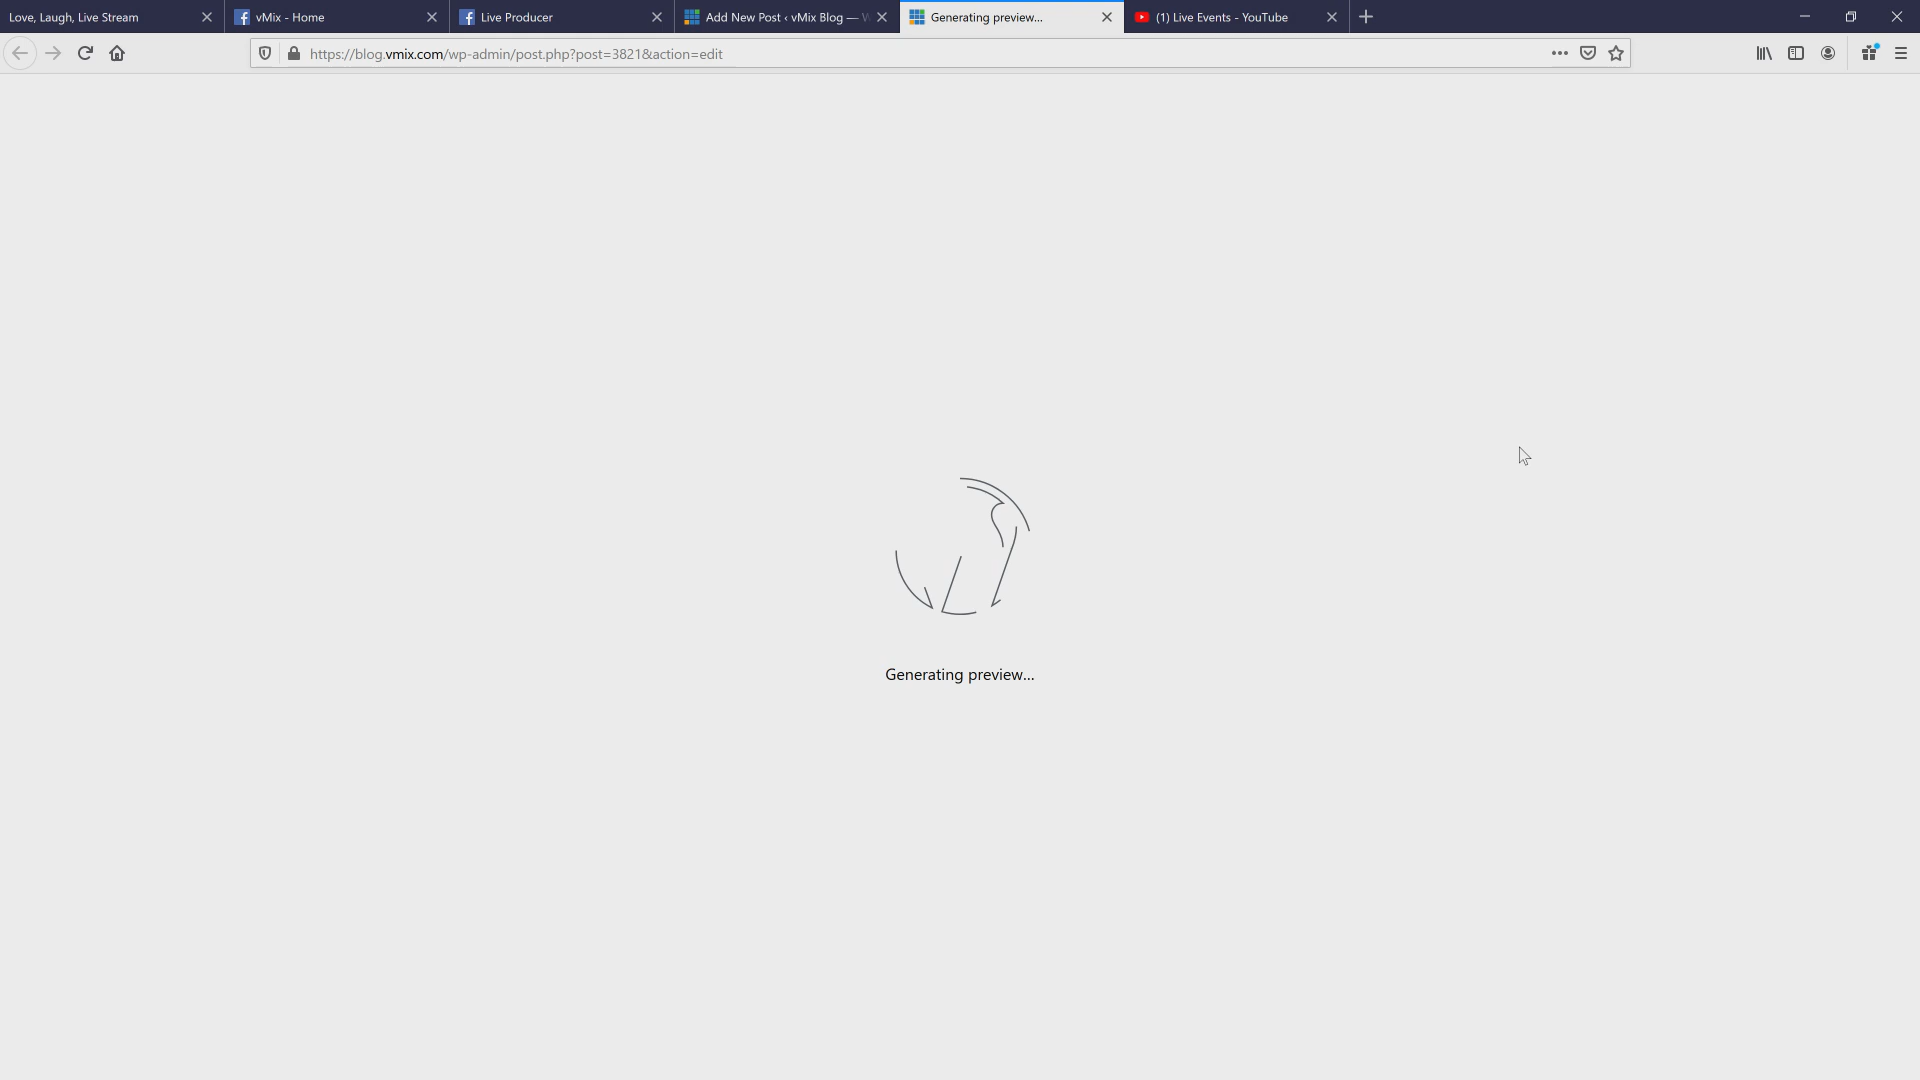 Love, Laugh, Live Stream
vMix - Home
Live Producer
Add New Post ‹ vMix Blog — W
Generating preview...
(1) Live Events - YouTube
https://blog.vmix.com/wp-admin/post.php?post=3821&action=edit
Generating preview...